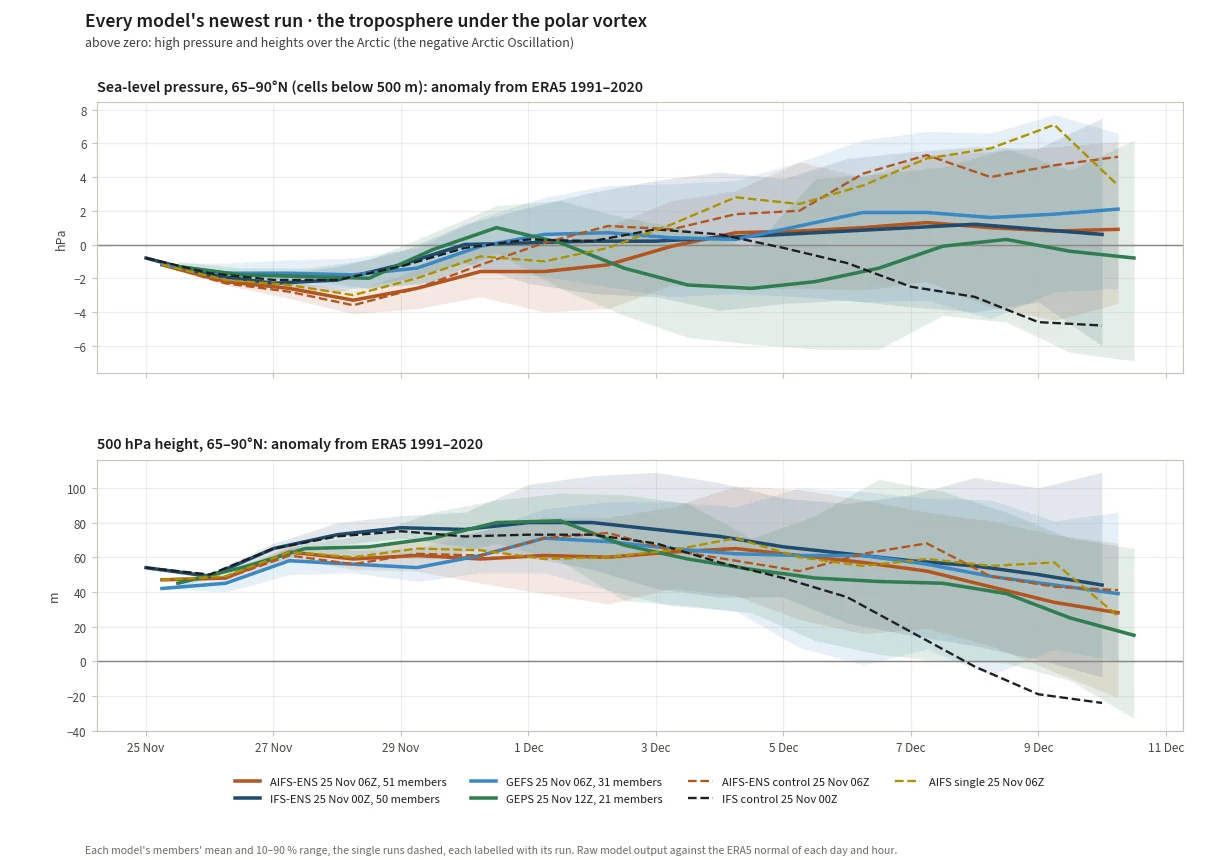 Every model's newest run · the troposphere under the polar vortex
above zero: high pressure and heights over the Arctic (the negative Arctic Oscillation)
Sea-level pressure, 65–90°N (cells below 500 m): anomaly from ERA5 1991–2020
8
6
4
2
0
−2
−4
−6
hPa
500 hPa height, 65–90°N: anomaly from ERA5 1991–2020
100
80
60
40
20
0
−20
−40
m
25 Nov 27 Nov 29 Nov 1 Dec 3 Dec 5 Dec 7 Dec 9 Dec 11 Dec
AIFS-ENS 25 Nov 06Z, 51 members GEFS 25 Nov 06Z, 31 members AIFS-ENS control 25 Nov 06Z AIFS single 25 Nov 06Z
IFS-ENS 25 Nov 00Z, 50 members GEPS 25 Nov 12Z, 21 members IFS control 25 Nov 00Z
Each model's members' mean and 10–90 % range, the single runs dashed, each labelled with its run. Raw model output against the ERA5 normal of each day and hour.